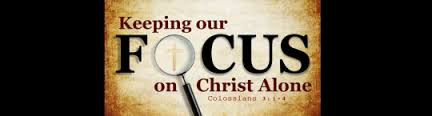 Keeping our
FOCUS
on Christ Alone
Colossians 3:1-4